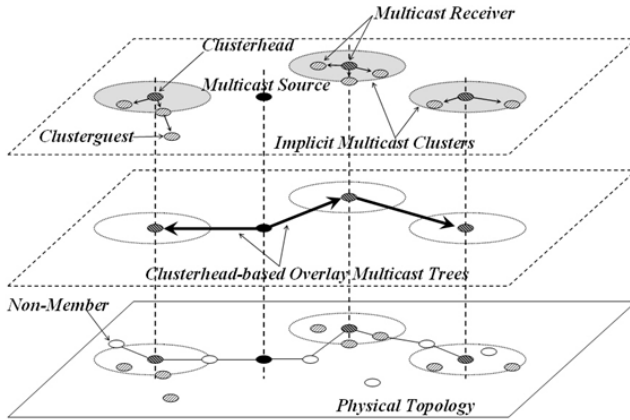 Multicast Receiver
Clusterhead
Multicast Source
Clusterguest
Implicit Multicast Clusters
Clusterhead-based Overlay Multicast Trees
Non-Member
Physical Topology